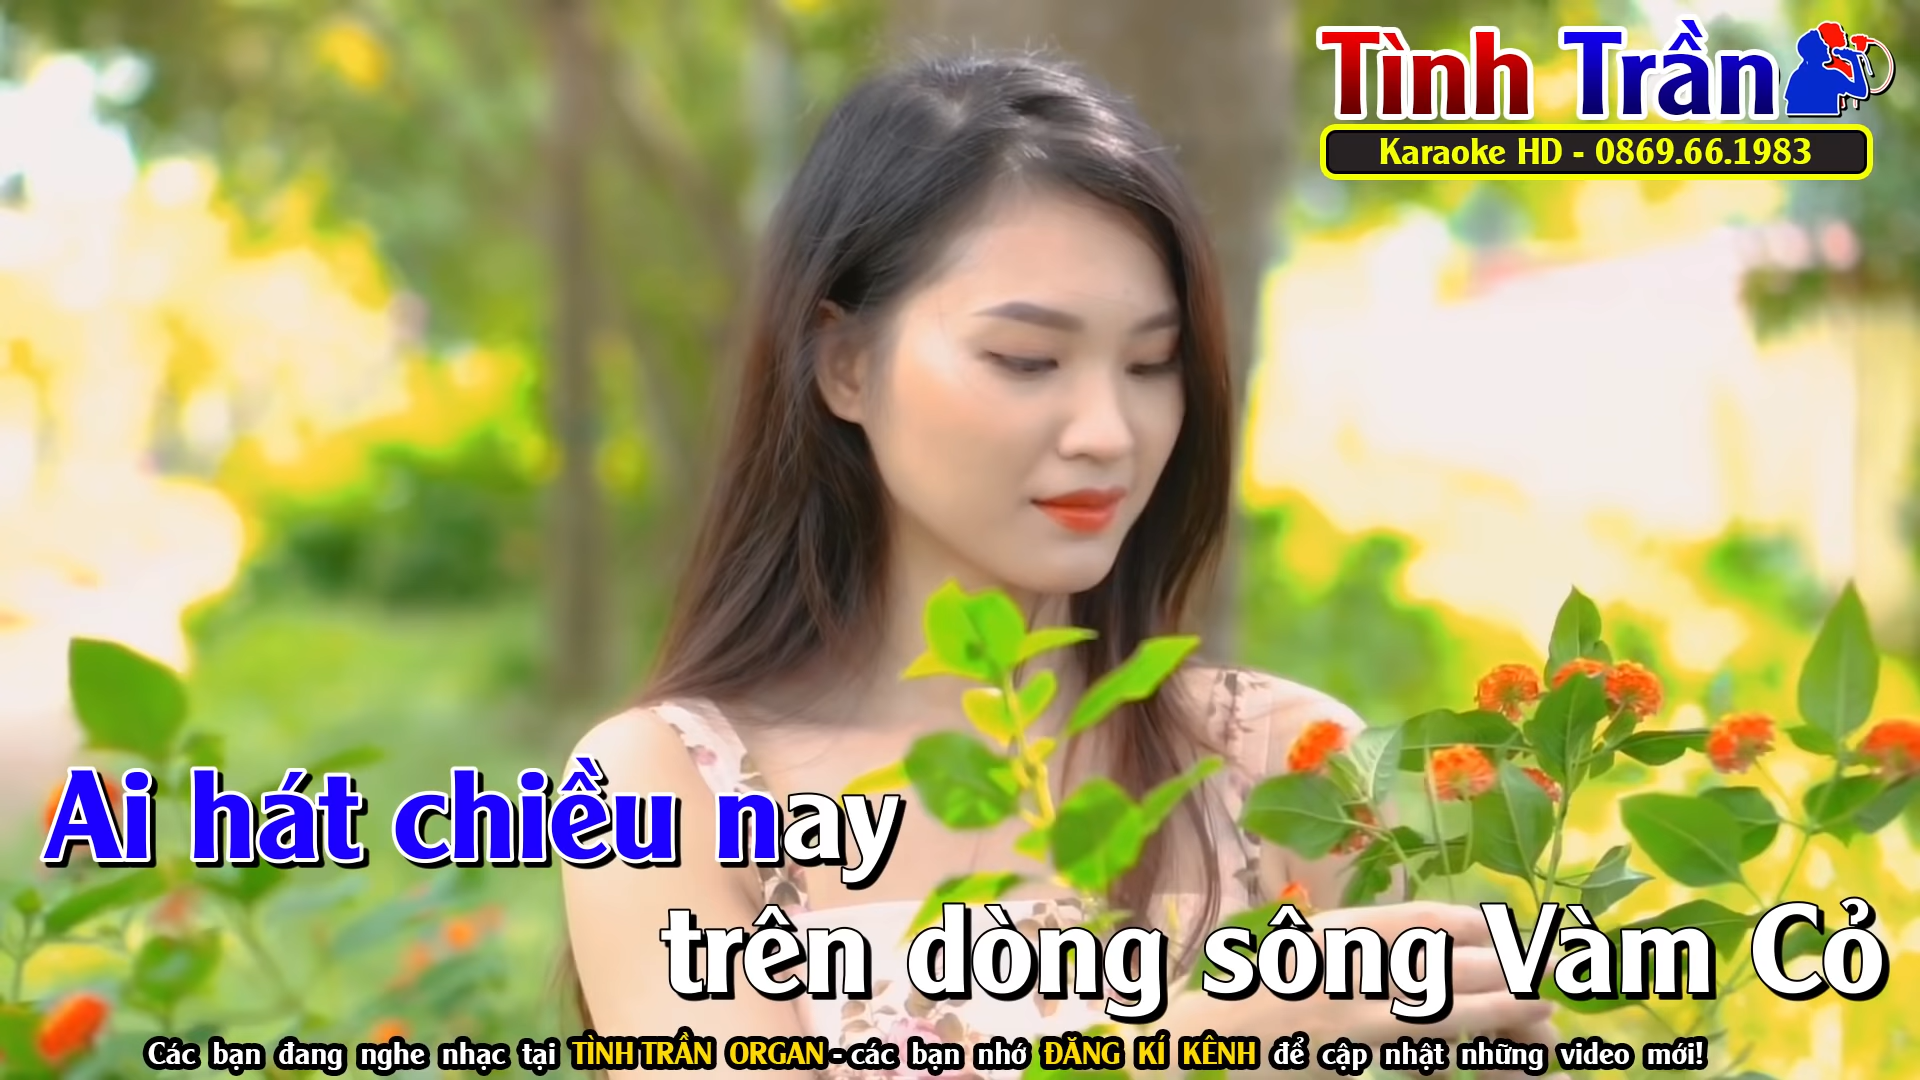 Tình Trần
Karaoke HD - 0869.66.1983
Ai hát chiều nay
trên dòng sông Vàm Cỏ
Các bạn đang nghe nhạc tại TÌNH TRẦN ORGAN - các bạn nhớ ĐĂNG KÍ KÊNH để cập nhật những video mới!